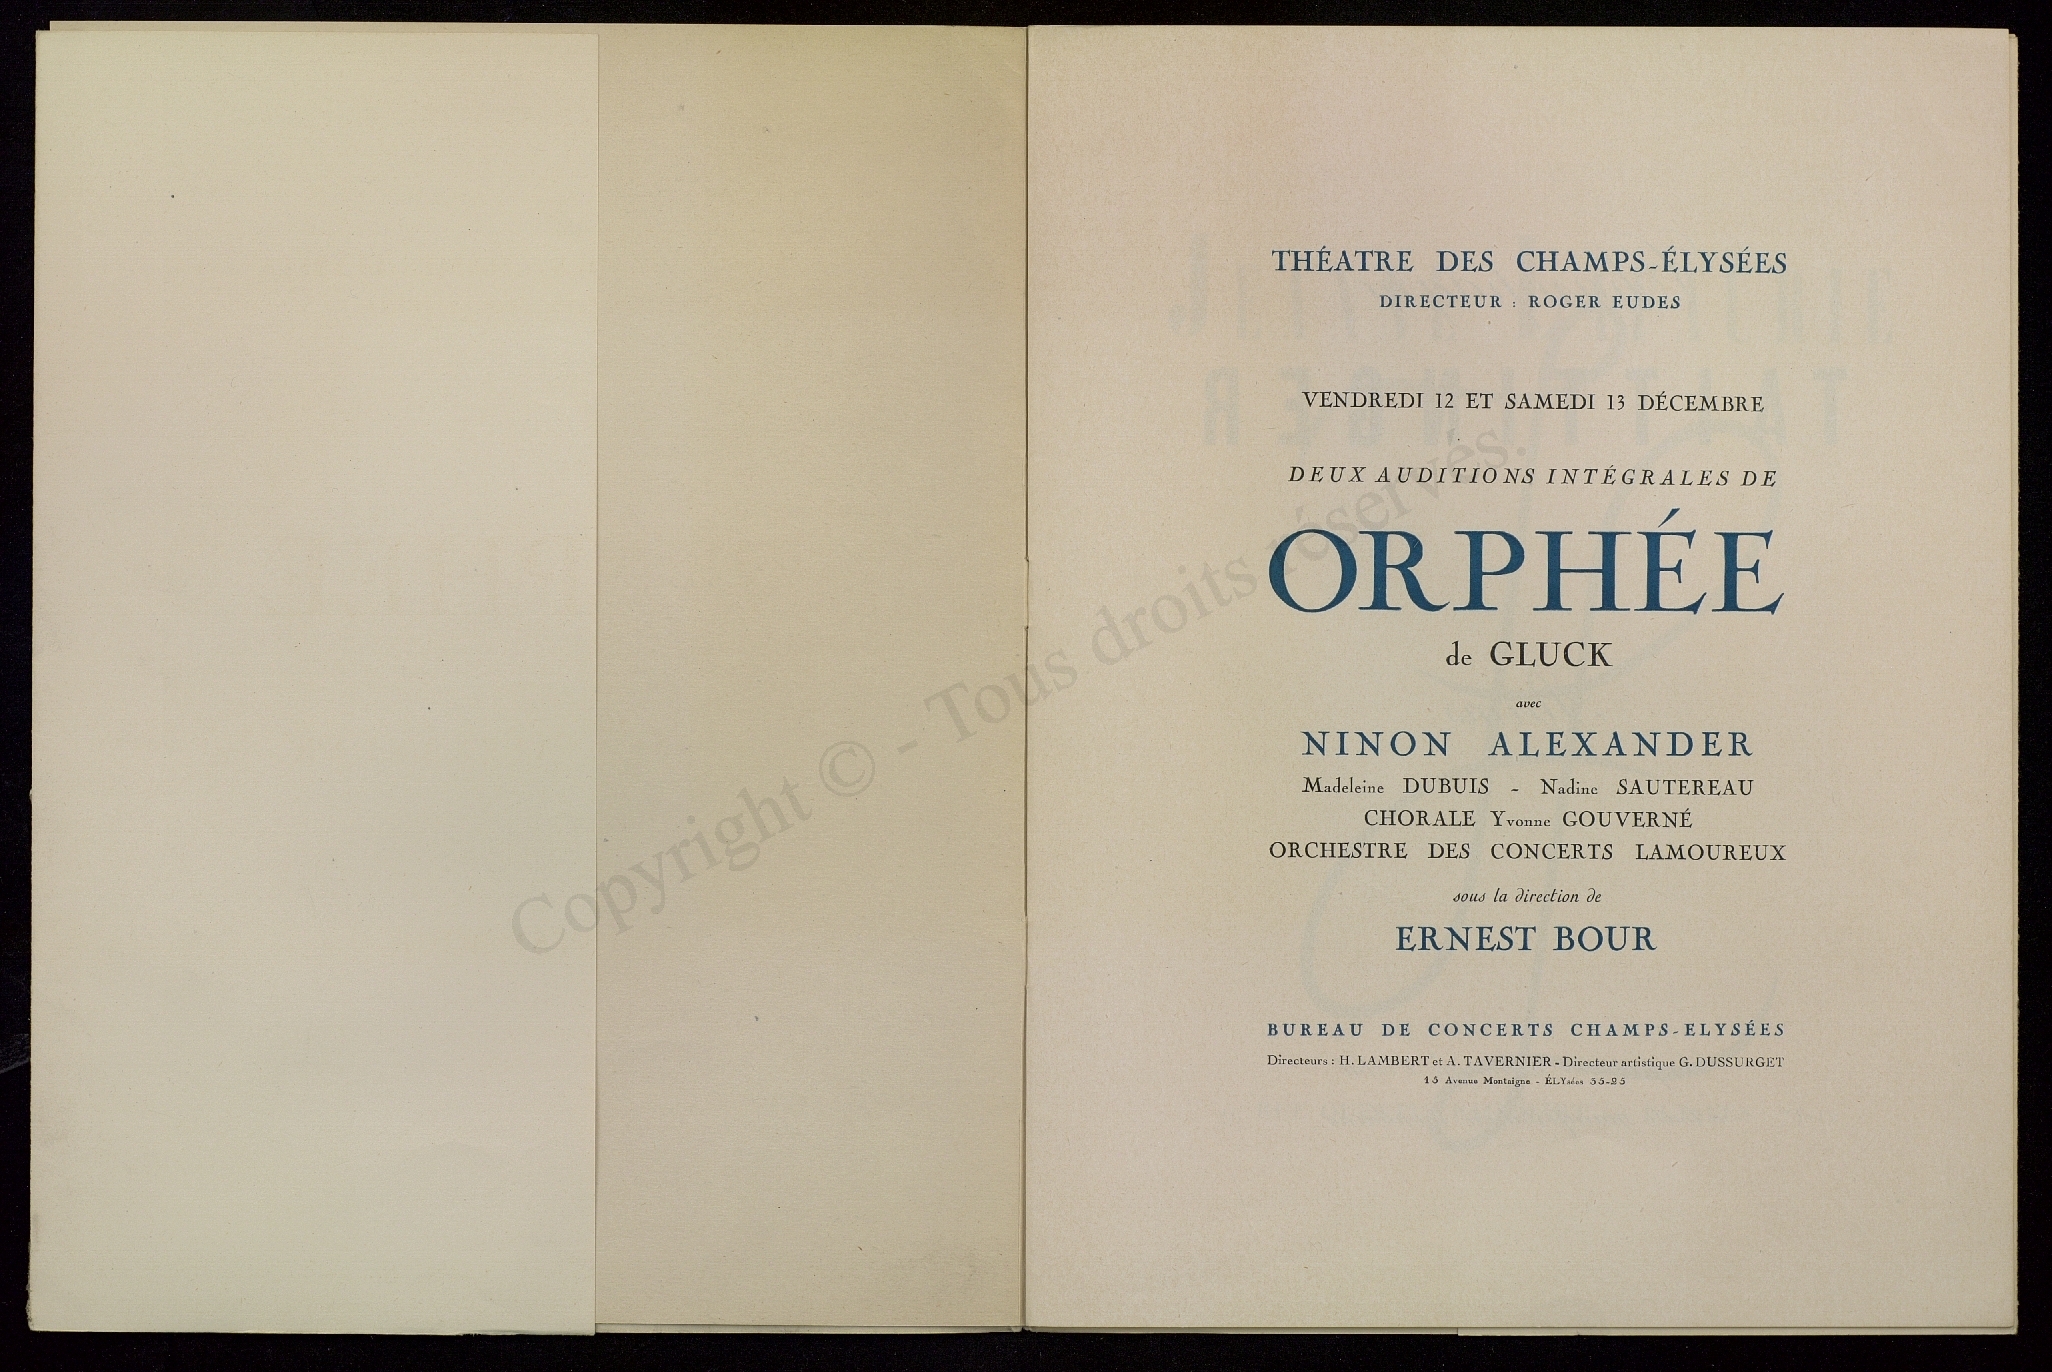 THÉATRE DES CHAMPS-ÉLYSÉES
DIRECTEUR : ROGER EUDES
VENDREDI 12 ET SAMEDI 13 DÉCEMBRE
DEUX AUDITIONS INTÉGRALES DE
ORPHÉE
de GLUCK
avec
NINON ALEXANDER
Madeleine DUBUIS - Nadine SAUTEREAU
CHORALE Yvonne GOUVERNÉ
ORCHESTRE DES CONCERTS LAMOUREUX
sous la direction de
ERNEST BOUR
BUREAU DE CONCERTS CHAMPS-ELYSÉES
Directeurs : H. LAMBERT et A. TAVERNIER - Directeur artistique G. DUSSURGET
15 Avenue Montaigne - ÉLYsées 35-25
Copyright © - Tous droits réservés.